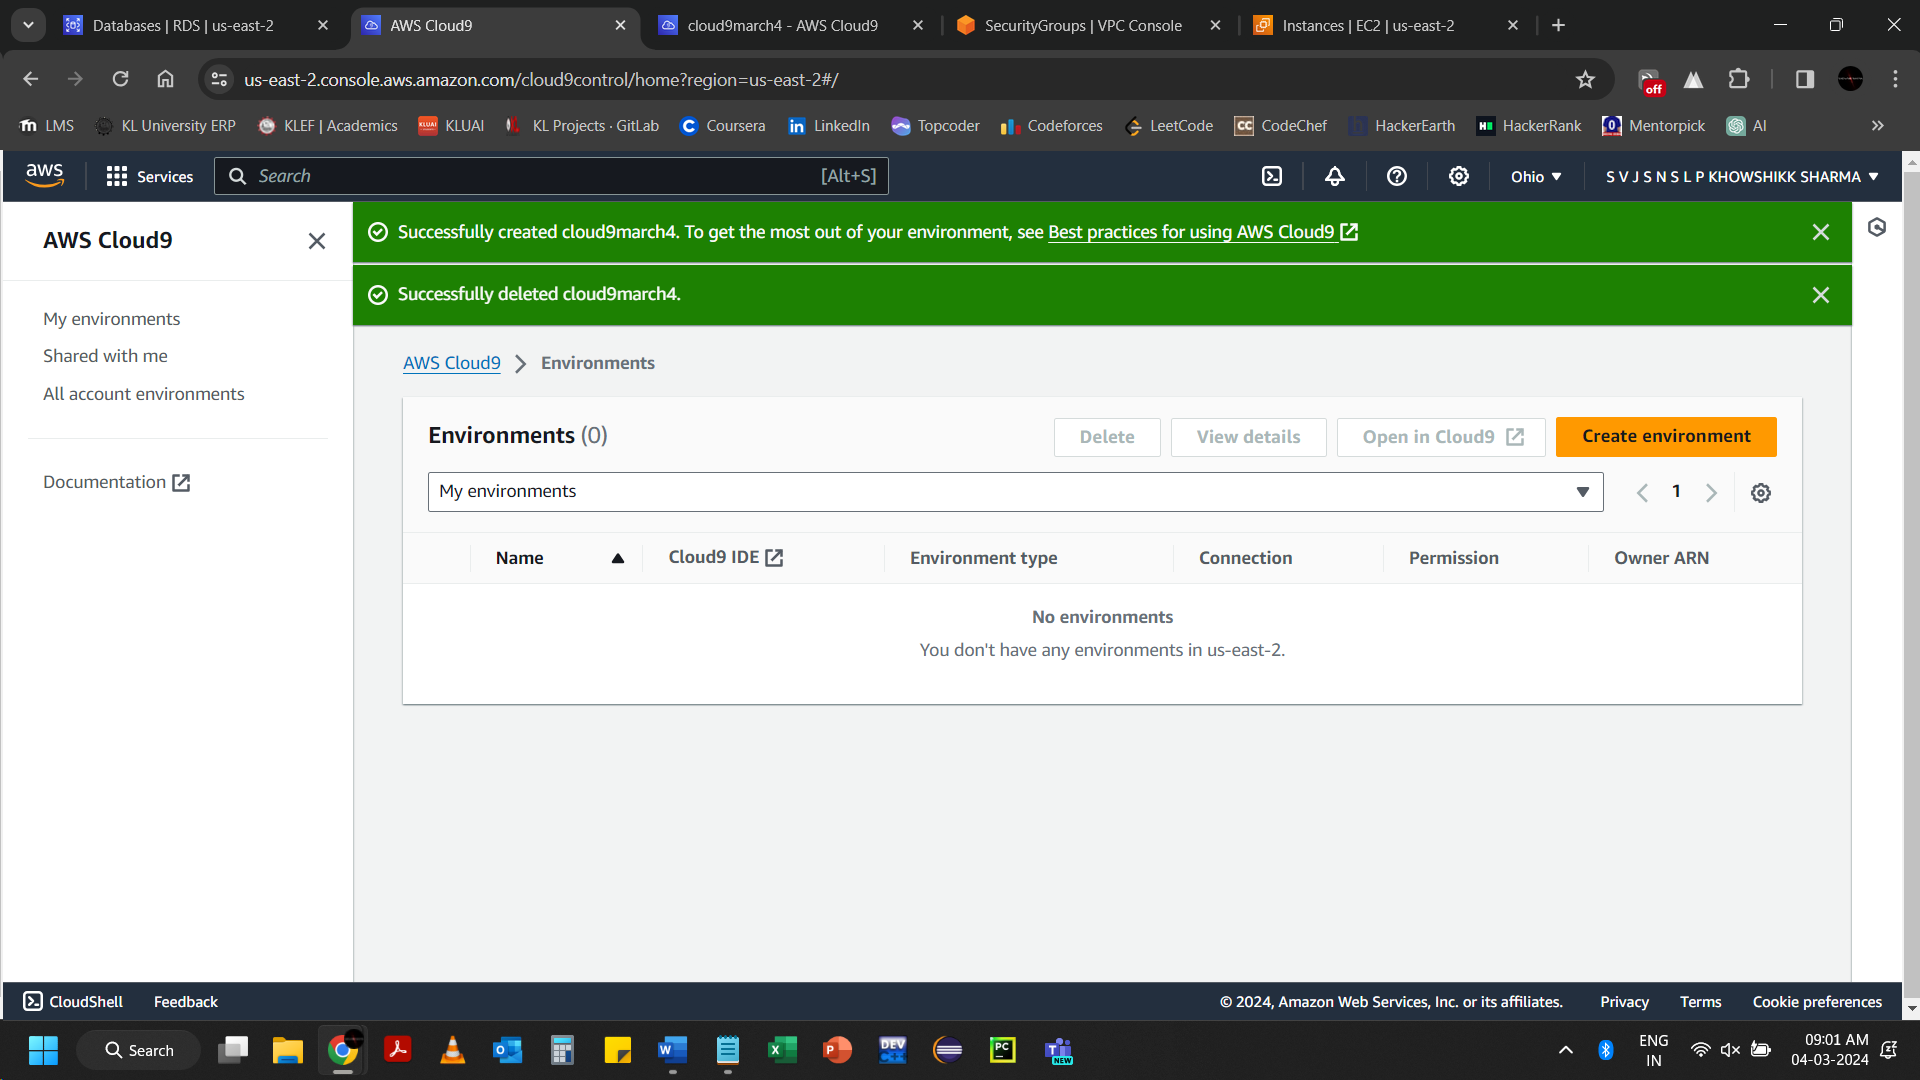 Databases | RDS | us-east-2
AWS Cloud9
cloud9march4 - AWS Cloud9
SecurityGroups | VPC Console
Instances | EC2 | us-east-2
us-east-2.console.aws.amazon.com/cloud9control/home?region=us-east-2#/
off
LMS
KL University ERP
KLEF | Academics
KLUAI
KL Projects · GitLab
Coursera
LinkedIn
Topcoder
Codeforces
LeetCode
CodeChef
HackerEarth
HackerRank
Mentorpick
AI
aws
Services
Search
[Alt+S]
Ohio
S V J S N S L P KHOWSHIKK SHARMA
AWS Cloud9
My environments
Shared with me
All account environments
Documentation
Successfully created cloud9march4. To get the most out of your environment, see Best practices for using AWS Cloud9
Successfully deleted cloud9march4.
AWS Cloud9
Environments
Environments (0)
Delete
View details
Open in Cloud9
Create environment
My environments
1
Name
Cloud9 IDE
Environment type
Connection
Permission
Owner ARN
No environments
You don't have any environments in us-east-2.
CloudShell
Feedback
© 2024, Amazon Web Services, Inc. or its affiliates.
Privacy
Terms
Cookie preferences
Search
DEV
PC
NEW
ENG
IN
09:01 AM
04-03-2024